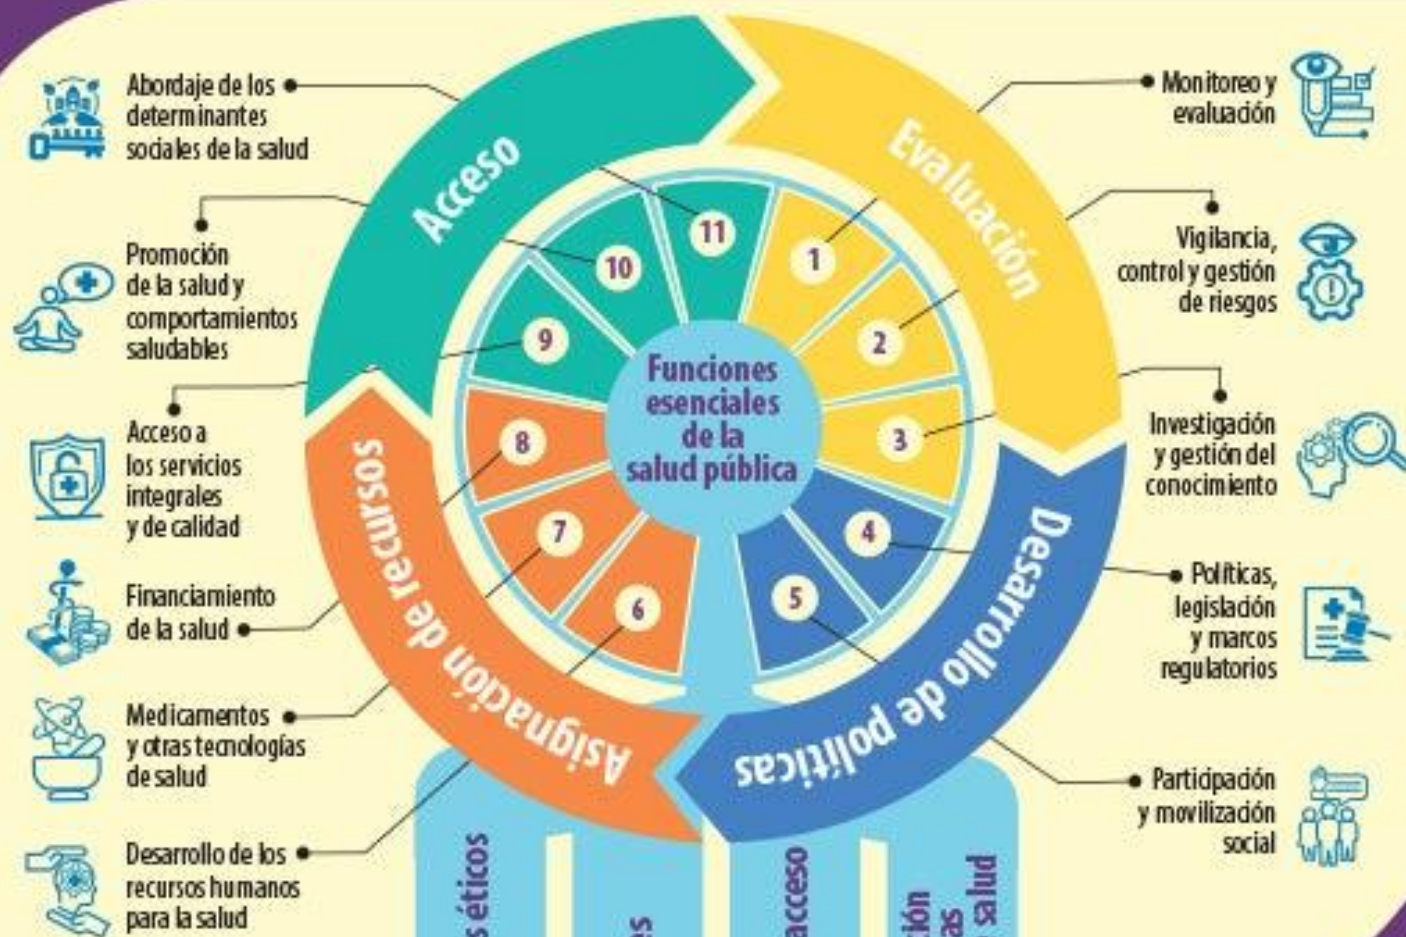 Abordaje de los
determinantes
sociales de la salud
Promoción
de la salud y
comportamientos
saludables
Acceso a
los servicios
integrales
y de calidad
Financiamiento
de la salud
Medicamentos
y otras tecnologías
de salud
Desarrollo de los
recursos humanos
para la salud
Acceso
Evaluación
Desarrollo de políticas
Asignación de recursos
1
2
3
4
5
6
7
8
9
10
11
Funciones
esenciales
de la
salud pública
Monitoreo y
evaluación
Vigilancia,
control y gestión
de riesgos
Investigación
y gestión del
conocimiento
Políticas,
legislación
y marcos
regulatorios
Participación
y movilización
social
s éticos
es
acceso
ción
as
salud